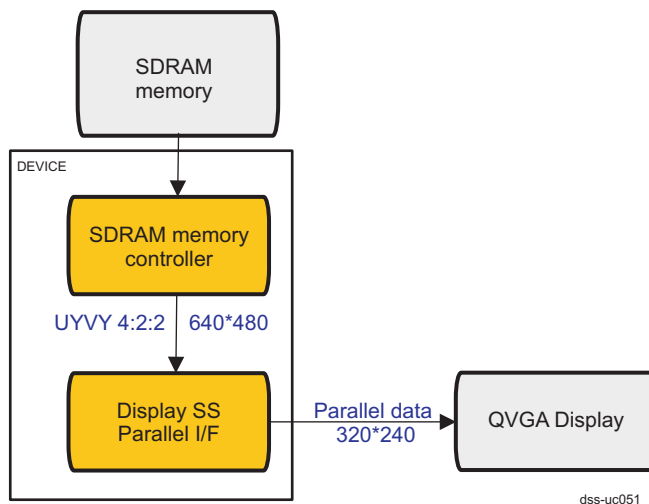 SDRAM
memory
DEVICE
SDRAM memory
controller
UYVY 4:2:2 640*480
Display SS
Parallel I/F
Parallel data
320*240
QVGA Display
dss-uc051